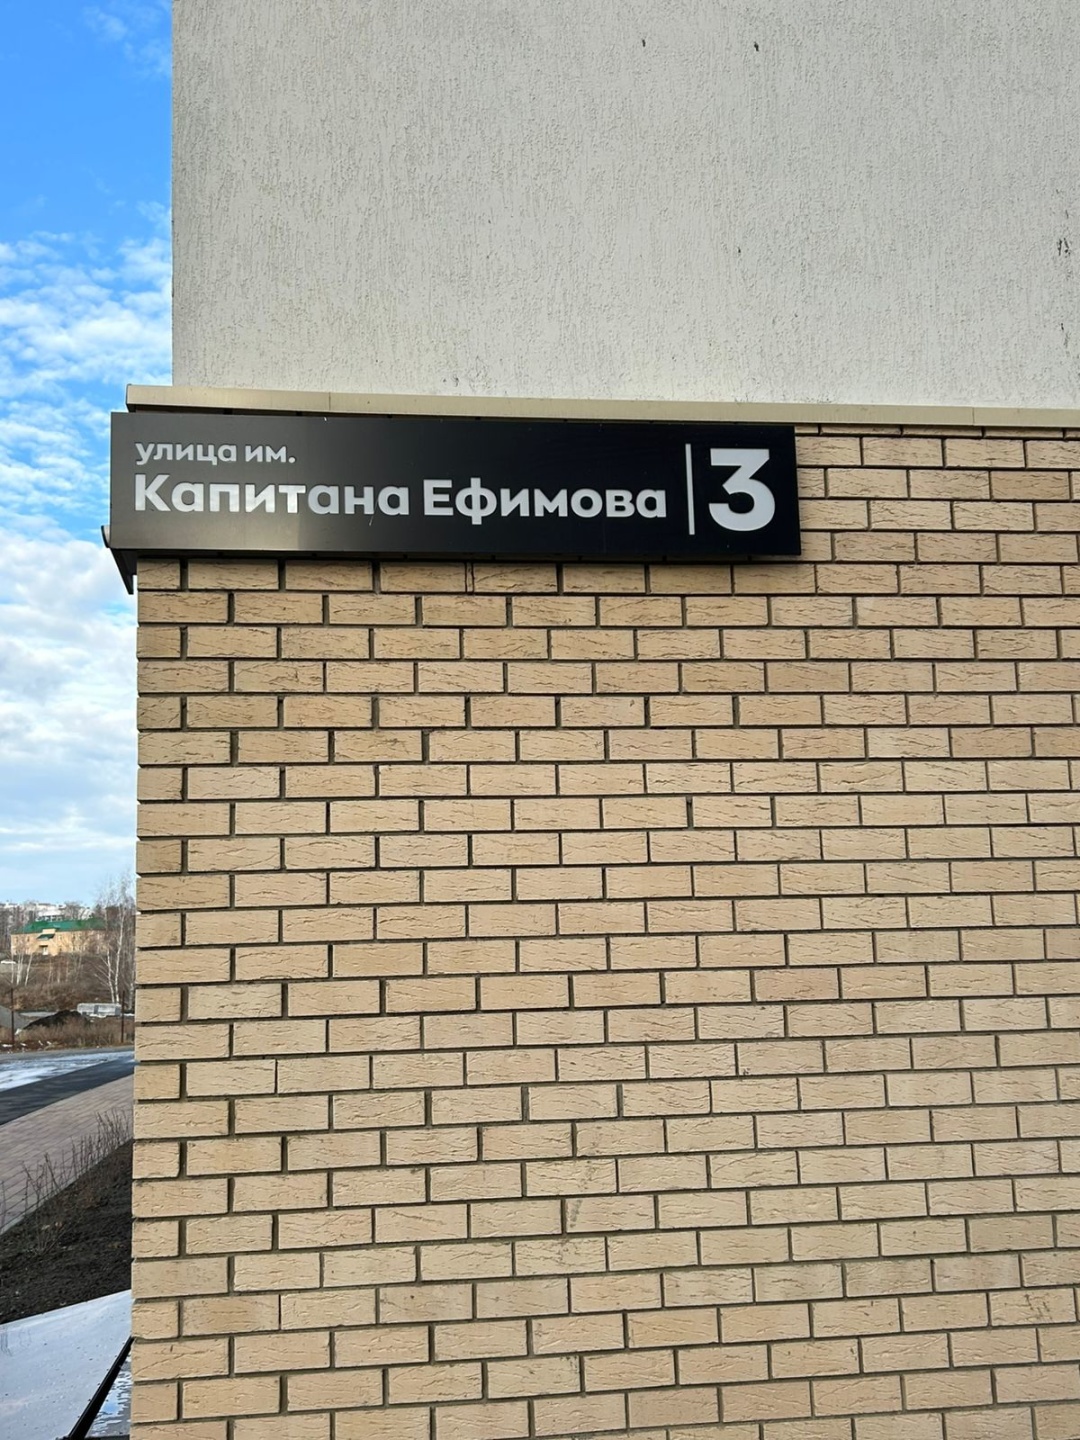 улица им.
Капитана Ефимова
3